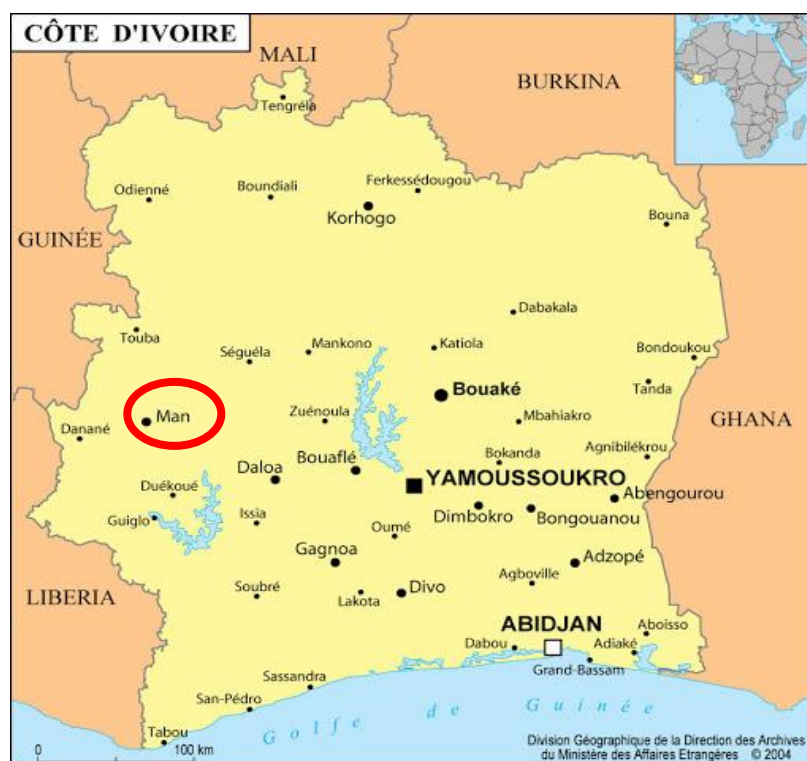 CÔTE D'IVOIRE
MALI
BURKINA
Tengréla
Odienné
Boundiali
Ferkessédougou
Korhogo
Bouna
GUINÉE
Dabakala
Touba
Séguéla
Mankono
Katiola
Bondoukou
Bouaké
Tanda
Man
Zuénoula
Mbahiakro
GHANA
Danané
Bokanda
Agnibilékrou
Daloa
Bouaflé
YAMOUSSOUKRO
Duékoué
Abengourou
Guiglo
Issia
Oumé
Dimbokro
Bongouanou
Gagnoa
Adzopé
LIBERIA
Soubré
Lakota
Divo
Agboville
ABIDJAN
Aboisso
Dabou
Adiaké
Grand-Bassam
Sassandra
San-Pédro
Golfe de Guinée
Tabou
0 100 km
Division Géographique de la Direction des Archives
du Ministère des Affaires Etrangères © 2004